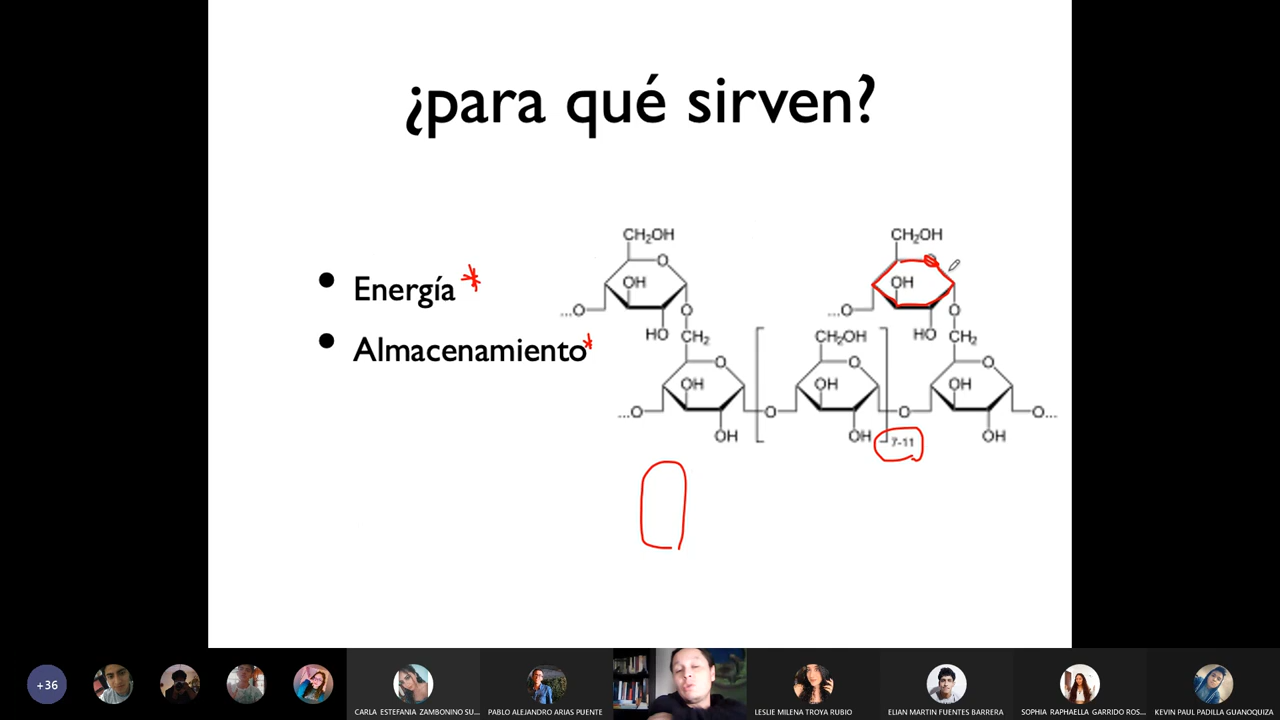 ¿para qué sirven?
• Energía
• Almacenamiento
CH₂OH
CH₂OH
O
O
OH
OH
...O
O
...O
O
HO
CH₂
CH₂OH
HO
CH₂
O
O
O
OH
OH
OH
...O
O
O
O...
OH
OH
7-11
OH
+36
CARLA ESTEFANIA ZAMBONINO SU...
PABLO ALEJANDRO ARIAS PUENTE
LESLIE MILENA TROYA RUBIO
ELIAN MARTIN FUENTES BARRERA
SOPHIA RAPHAELLA GARRIDO ROS...
KEVIN PAUL PADILLA GUANOQUIZA